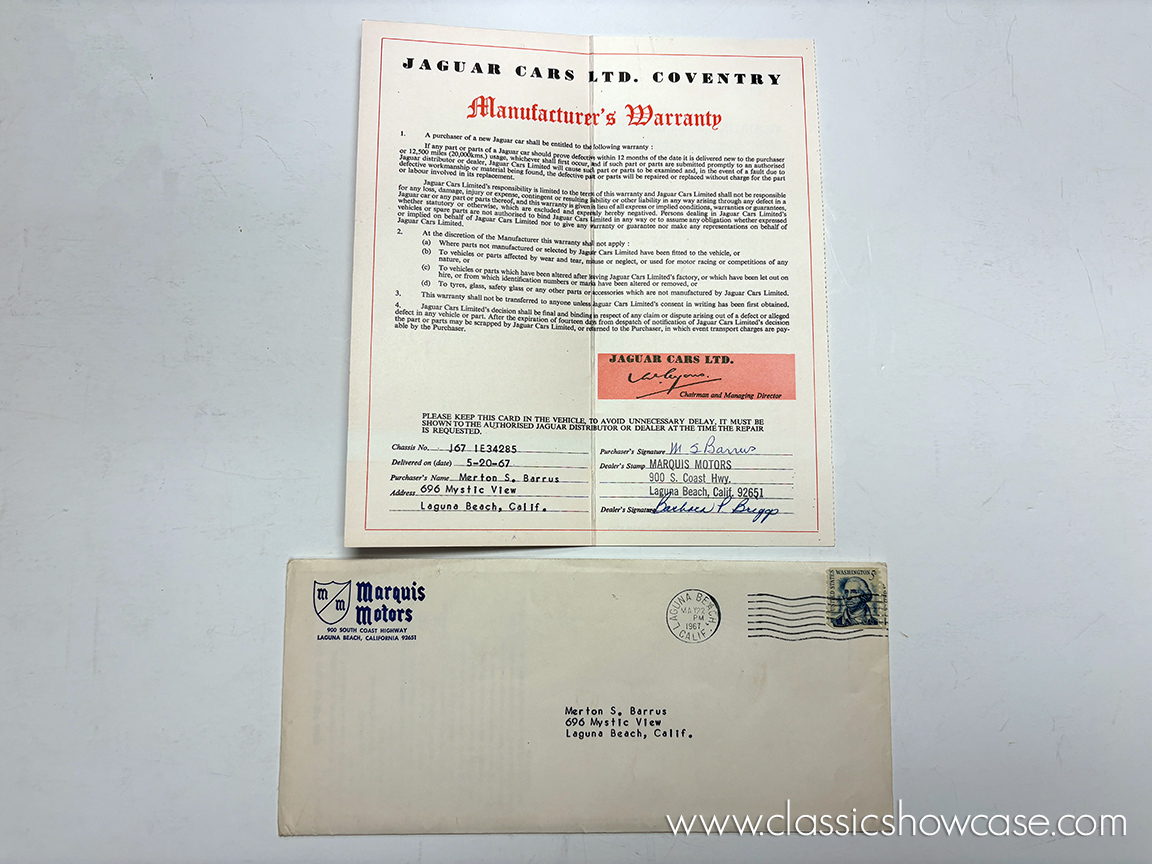 JAGUAR CARS LTD. COVENTRY
Manufacturer's Warranty
1. A purchaser of a new Jaguar car shall be entitled to the following warranty :
If any part or parts of a Jaguar car should prove defective within 12 months of the date it is delivered new to the purchaser
or 12,500 miles (20,000kms.) usage, whichever shall first occur, and if such part or parts are submitted promptly to an authorised
Jaguar distributor or dealer, Jaguar Cars Limited will cause such part or parts to be examined and, in the event of a fault due to
defective workmanship or material being found, the defective part or parts will be repaired or replaced without charge for the part
or labour involved in its replacement.
Jaguar Cars Limited's responsibility is limited to the terms of this warranty and Jaguar Cars Limited shall not be responsible
for any loss, damage, injury or expense, contingent or resulting liability or other liability in any way arising through any defect in a
Jaguar car or any part or parts thereof, and this warranty is given in lieu of all express or implied conditions, warranties or guarantees,
whether statutory or otherwise, which are excluded and expressly hereby negatived. Persons dealing in Jaguar Cars Limited's
vehicles or spare parts are not authorised to bind Jaguar Cars Limited in any way or to assume any obligation whether expressed
or implied on behalf of Jaguar Cars Limited nor to give any warranty or guarantee nor make any representations on behalf of
Jaguar Cars Limited.
2. At the discretion of the Manufacturer this warranty shall not apply :
(a) Where parts not manufactured or selected by Jaguar Cars Limited have been fitted to the vehicle, or
(b) To vehicles or parts affected by wear and tear, misuse or neglect, or used for motor racing or competitions of any
nature, or
(c) To vehicles or parts which have been altered after leaving Jaguar Cars Limited's factory, or which have been let out on
hire, or from which identification numbers or marks have been altered or removed, or
(d) To tyres, glass, safety glass or any other parts or accessories which are not manufactured by Jaguar Cars Limited.
3. This warranty shall not be transferred to anyone unless Jaguar Cars Limited's consent in writing has been first obtained.
4. Jaguar Cars Limited's decision shall be final and binding in respect of any claim or dispute arising out of a defect or alleged
defect in any vehicle or part. After the expiration of fourteen days from despatch of notification of Jaguar Cars Limited's decision
the part or parts may be scrapped by Jaguar Cars Limited, or returned to the Purchaser, in which event transport charges are pay-
able by the Purchaser.
JAGUAR CARS LTD.
W. Lyons.
Chairman and Managing Director
PLEASE KEEP THIS CARD IN THE VEHICLE, TO AVOID UNNECESSARY DELAY, IT MUST BE
SHOWN TO THE AUTHORISED JAGUAR DISTRIBUTOR OR DEALER AT THE TIME THE REPAIR
IS REQUESTED.
Chassis No. J67 1E34285
Delivered on (date) 5-20-67
Purchaser's Name Merton S. Barrus
Address 696 Mystic View
Laguna Beach, Calif.
Purchaser's Signature M S Barrus
Dealer's Stamp MARQUIS MOTORS
900 S. Coast Hwy.
Laguna Beach, Calif. 92651
Dealer's Signature Barbara P Briggs
m m
Marquis
Motors
900 SOUTH COAST HIGHWAY
LAGUNA BEACH, CALIFORNIA 92651
LAGUNA BEACH,
MAY 22
PM
1967
CALIF.
WASHINGTON 5c
UNITED STATES
Merton S. Barrus
696 Mystic View
Laguna Beach, Calif.
www.classicshowcase.com